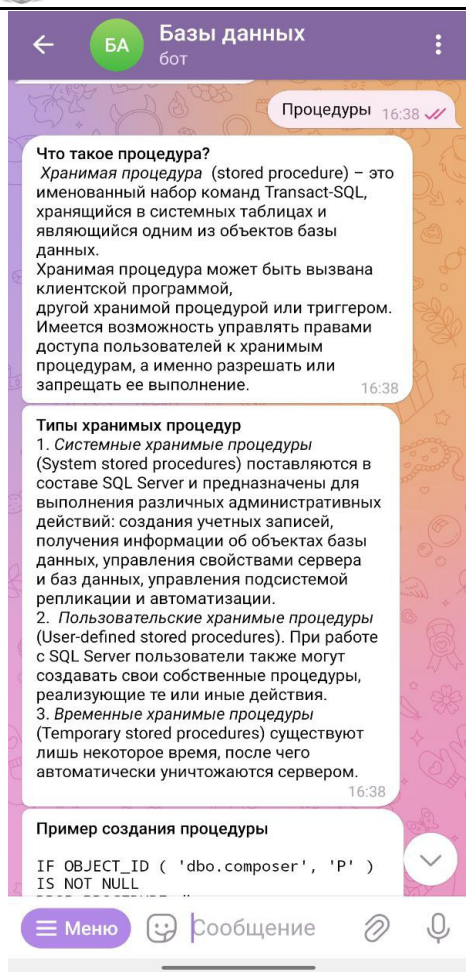 БА
Базы данных
бот
Процедуры 16:38
Что такое процедура?
Хранимая процедура (stored procedure) – это
именованный набор команд Transact-SQL,
хранящийся в системных таблицах и
являющийся одним из объектов базы
данных.
Хранимая процедура может быть вызвана
клиентской программой,
другой хранимой процедурой или триггером.
Имеется возможность управлять правами
доступа пользователей к хранимым
процедурам, а именно разрешать или
запрещать ее выполнение. 16:38
Типы хранимых процедур
1. Системные хранимые процедуры
(System stored procedures) поставляются в
составе SQL Server и предназначены для
выполнения различных административных
действий: создания учетных записей,
получения информации об объектах базы
данных, управления свойствами сервера
и баз данных, управления подсистемой
репликации и автоматизации.
2. Пользовательские хранимые процедуры
(User-defined stored procedures). При работе
с SQL Server пользователи также могут
создавать свои собственные процедуры,
реализующие те или иные действия.
3. Временные хранимые процедуры
(Temporary stored procedures) существуют
лишь некоторое время, после чего
автоматически уничтожаются сервером.
16:38
Пример создания процедуры
IF OBJECT_ID ( 'dbo.composer', 'P' )
IS NOT NULL
Меню
Сообщение